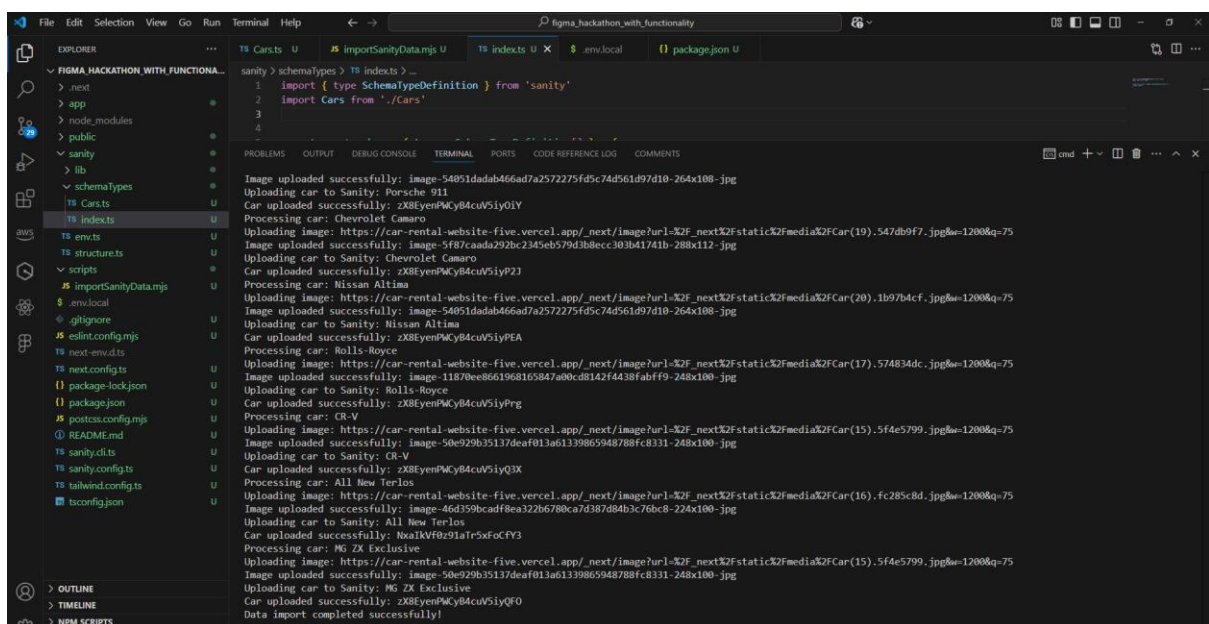 File Edit Selection View Go Run Terminal Help
figma_hackathon_with_functionality
EXPLORER
TS Cars.ts U
JS importSanityData.mjs U
TS index.ts U
$ .env.local
{} package.json U
FIGMA_HACKATHON_WITH_FUNCTIONA...
sanity > schemaTypes > TS index.ts > ...
1 import { type SchemaTypeDefinition } from 'sanity'
2 import Cars from './Cars'
3
4
.next
app
node_modules
public
sanity
lib
schemaTypes
TS Cars.ts U
TS index.ts U
TS env.ts U
TS structure.ts U
scripts
JS importSanityData.mjs U
$ .env.local
.gitignore U
JS eslint.config.mjs U
TS next-env.d.ts
TS next.config.ts U
{} package-lock.json U
{} package.json U
JS postcss.config.mjs U
README.md U
TS sanity.cli.ts U
TS sanity.config.ts U
TS tailwind.config.ts U
tsconfig.json U
OUTLINE
TIMELINE
NPM SCRIPTS
29
aws
PROBLEMS OUTPUT DEBUG CONSOLE TERMINAL PORTS CODE REFERENCE LOG COMMENTS
cmd
Image uploaded successfully: image-54051dadab466ad7a2572275fd5c74d561d97d10-264x108-jpg
Uploading car to Sanity: Porsche 911
Car uploaded successfully: zX8EyenPWCyB4cuV5iyOiY
Processing car: Chevrolet Camaro
Uploading image: https://car-rental-website-five.vercel.app/_next/image?url=%2F_next%2Fstatic%2Fmedia%2FCar(19).547db9f7.jpg&w=1200&q=75
Image uploaded successfully: image-5f87caada292bc2345eb579d3b8ecc303b41741b-288x112-jpg
Uploading car to Sanity: Chevrolet Camaro
Car uploaded successfully: zX8EyenPWCyB4cuV5iyP2J
Processing car: Nissan Altima
Uploading image: https://car-rental-website-five.vercel.app/_next/image?url=%2F_next%2Fstatic%2Fmedia%2FCar(20).1b97b4cf.jpg&w=1200&q=75
Image uploaded successfully: image-54051dadab466ad7a2572275fd5c74d561d97d10-264x108-jpg
Uploading car to Sanity: Nissan Altima
Car uploaded successfully: zX8EyenPWCyB4cuV5iyPEA
Processing car: Rolls-Royce
Uploading image: https://car-rental-website-five.vercel.app/_next/image?url=%2F_next%2Fstatic%2Fmedia%2FCar(17).574834dc.jpg&w=1200&q=75
Image uploaded successfully: image-11870ee8661968165847a00cd8142f4438fabff9-248x100-jpg
Uploading car to Sanity: Rolls-Royce
Car uploaded successfully: zX8EyenPWCyB4cuV5iyPrg
Processing car: CR-V
Uploading image: https://car-rental-website-five.vercel.app/_next/image?url=%2F_next%2Fstatic%2Fmedia%2FCar(15).5f4e5799.jpg&w=1200&q=75
Image uploaded successfully: image-50e929b35137deaf013a61339865948788fc8331-248x100-jpg
Uploading car to Sanity: CR-V
Car uploaded successfully: zX8EyenPWCyB4cuV5iyQ3X
Processing car: All New Terlos
Uploading image: https://car-rental-website-five.vercel.app/_next/image?url=%2F_next%2Fstatic%2Fmedia%2FCar(16).fc285c8d.jpg&w=1200&q=75
Image uploaded successfully: image-46d359bcadf8ea322b6780ca7d387d84b3c76bc8-224x100-jpg
Uploading car to Sanity: All New Terlos
Car uploaded successfully: NxaIkVf0z91aTr5xFoCfY3
Processing car: MG ZX Exclusive
Uploading image: https://car-rental-website-five.vercel.app/_next/image?url=%2F_next%2Fstatic%2Fmedia%2FCar(15).5f4e5799.jpg&w=1200&q=75
Image uploaded successfully: image-50e929b35137deaf013a61339865948788fc8331-248x100-jpg
Uploading car to Sanity: MG ZX Exclusive
Car uploaded successfully: zX8EyenPWCyB4cuV5iyQFO
Data import completed successfully!